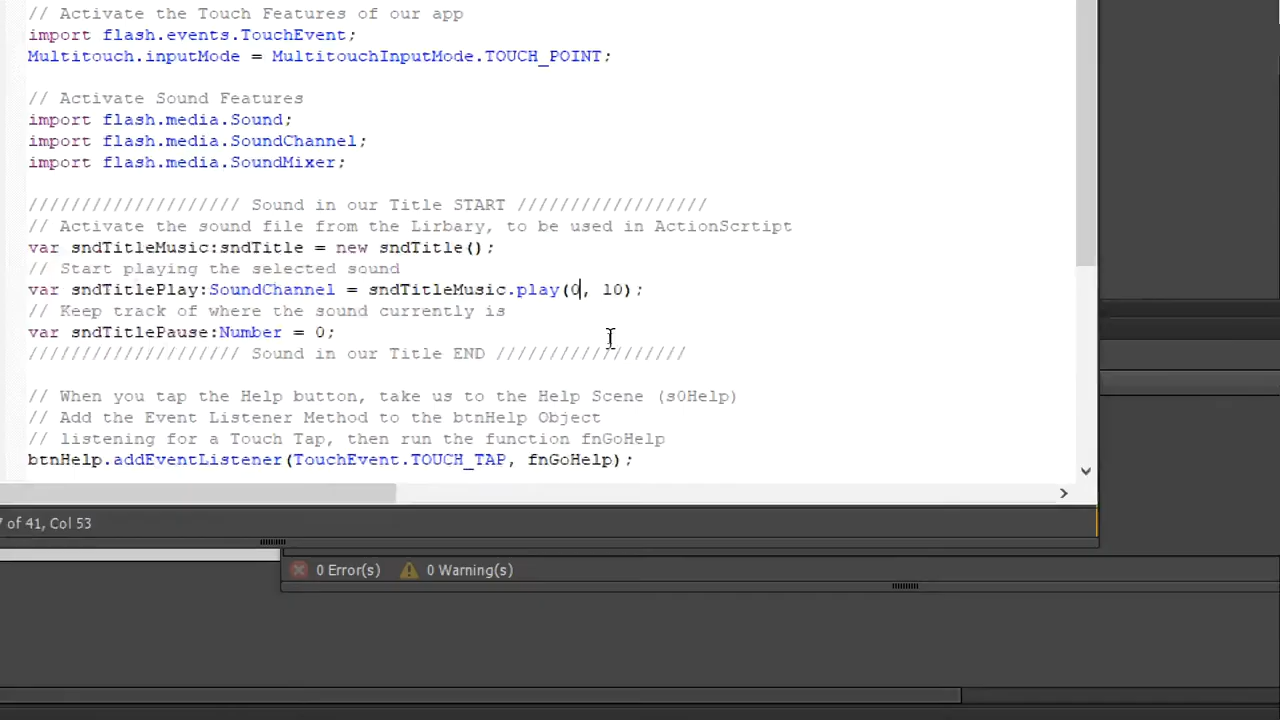 // Activate the Touch Features of our app
import flash.events.TouchEvent;
Multitouch.inputMode = MultitouchInputMode.TOUCH_POINT;
// Activate Sound Features
import flash.media.Sound;
import flash.media.SoundChannel;
import flash.media.SoundMixer;
//////////////////// Sound in our Title START //////////////////
// Activate the sound file from the Lirbary, to be used in ActionScrtipt
var sndTitleMusic:sndTitle = new sndTitle();
// Start playing the selected sound
var sndTitlePlay:SoundChannel = sndTitleMusic.play(0, 10);
// Keep track of where the sound currently is
var sndTitlePause:Number = 0;
//////////////////// Sound in our Title END //////////////////
// When you tap the Help button, take us to the Help Scene (s0Help)
// Add the Event Listener Method to the btnHelp Object
// listening for a Touch Tap, then run the function fnGoHelp
btnHelp.addEventListener(TouchEvent.TOUCH_TAP, fnGoHelp);
7 of 41, Col 53
0 Error(s) 0 Warning(s)